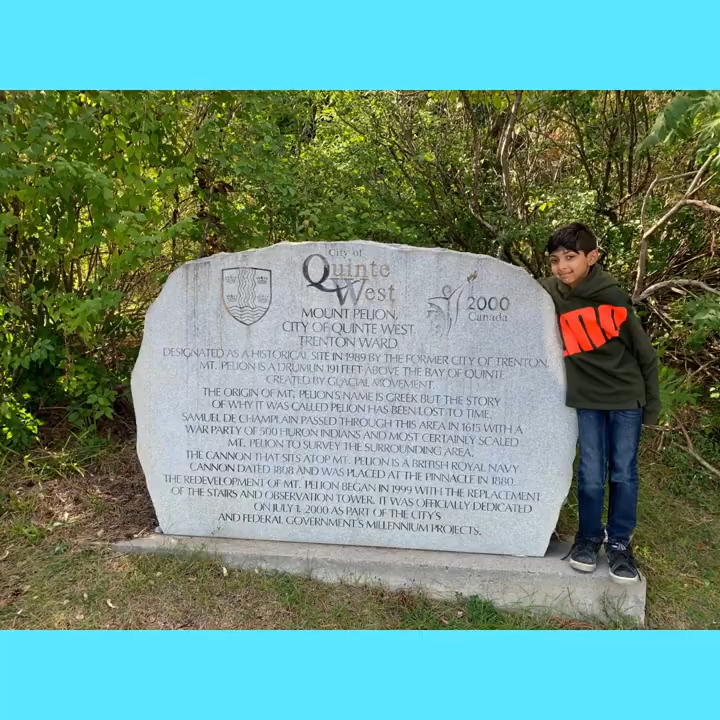 City of
Quinte
West
2000
Canada
MOUNT PELION,
CITY OF QUINTE WEST,
TRENTON WARD
DESIGNATED AS A HISTORICAL SITE IN 1989 BY THE FORMER CITY OF TRENTON,
MT. PELION IS A DRUMLIN 191 FEET ABOVE THE BAY OF QUINTE,
CREATED BY GLACIAL MOVEMENT.
THE ORIGIN OF MT. PELION'S NAME IS GREEK BUT THE STORY
OF WHY IT WAS CALLED PELION HAS BEEN LOST TO TIME.
SAMUEL DE CHAMPLAIN PASSED THROUGH THIS AREA IN 1615 WITH A
WAR PARTY OF 500 HURON INDIANS AND MOST CERTAINLY SCALED
MT. PELION TO SURVEY THE SURROUNDING AREA.
THE CANNON THAT SITS ATOP MT. PELION IS A BRITISH ROYAL NAVY
CANNON DATED 1808 AND WAS PLACED AT THE PINNACLE IN 1880.
THE REDEVELOPMENT OF MT. PELION BEGAN IN 1999 WITH THE REPLACEMENT
OF THE STAIRS AND OBSERVATION TOWER. IT WAS OFFICIALLY DEDICATED
ON JULY 1, 2000 AS PART OF THE CITY'S
AND FEDERAL GOVERNMENT'S MILLENNIUM PROJECTS.